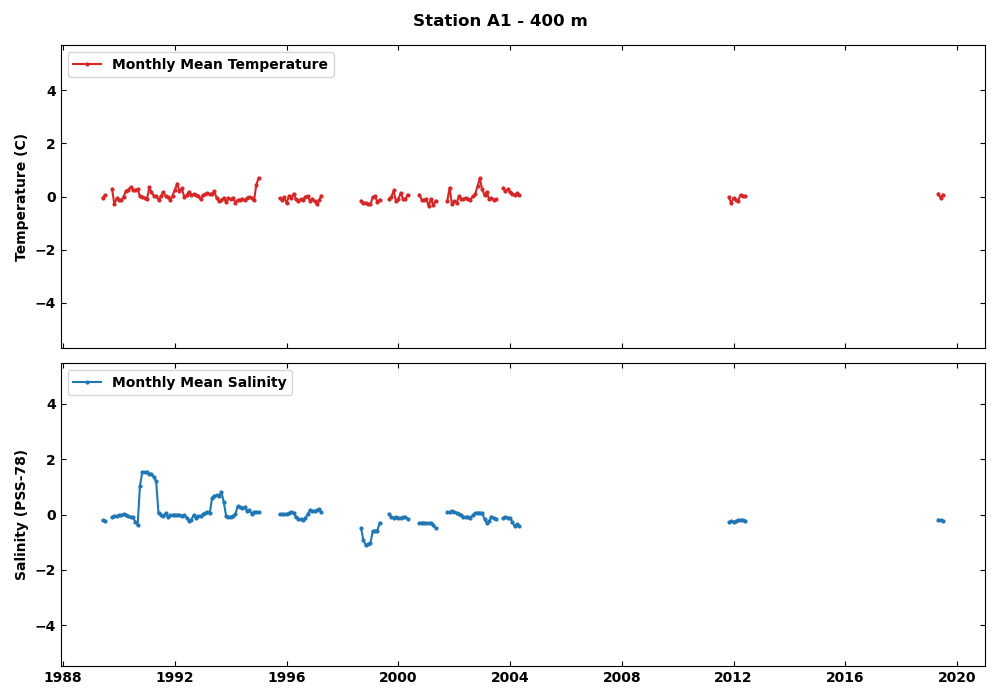 Station A1 - 400 m
Monthly Mean Temperature
Temperature (C)
4
2
0
−2
−4
Monthly Mean Salinity
Salinity (PSS-78)
4
2
0
−2
−4
1988 1992 1996 2000 2004 2008 2012 2016 2020